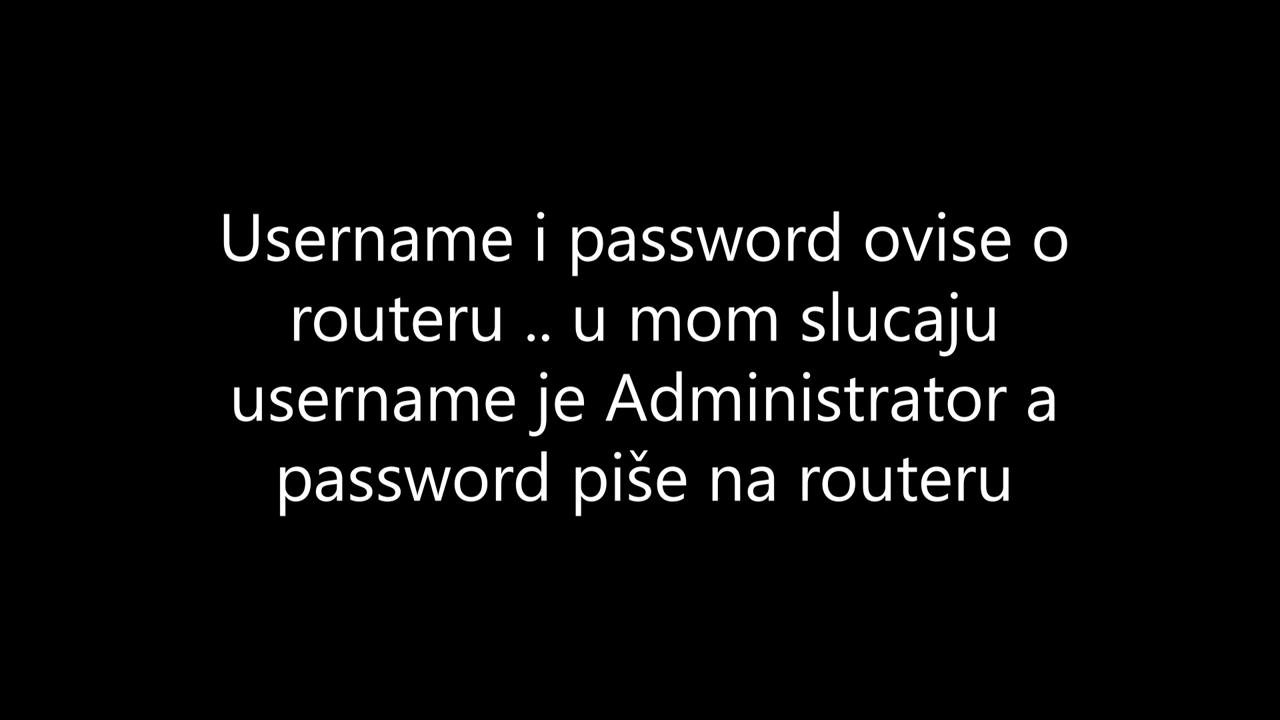 Username i password ovise o
routeru .. u mom slucaju
username je Administrator a
password piše na routeru